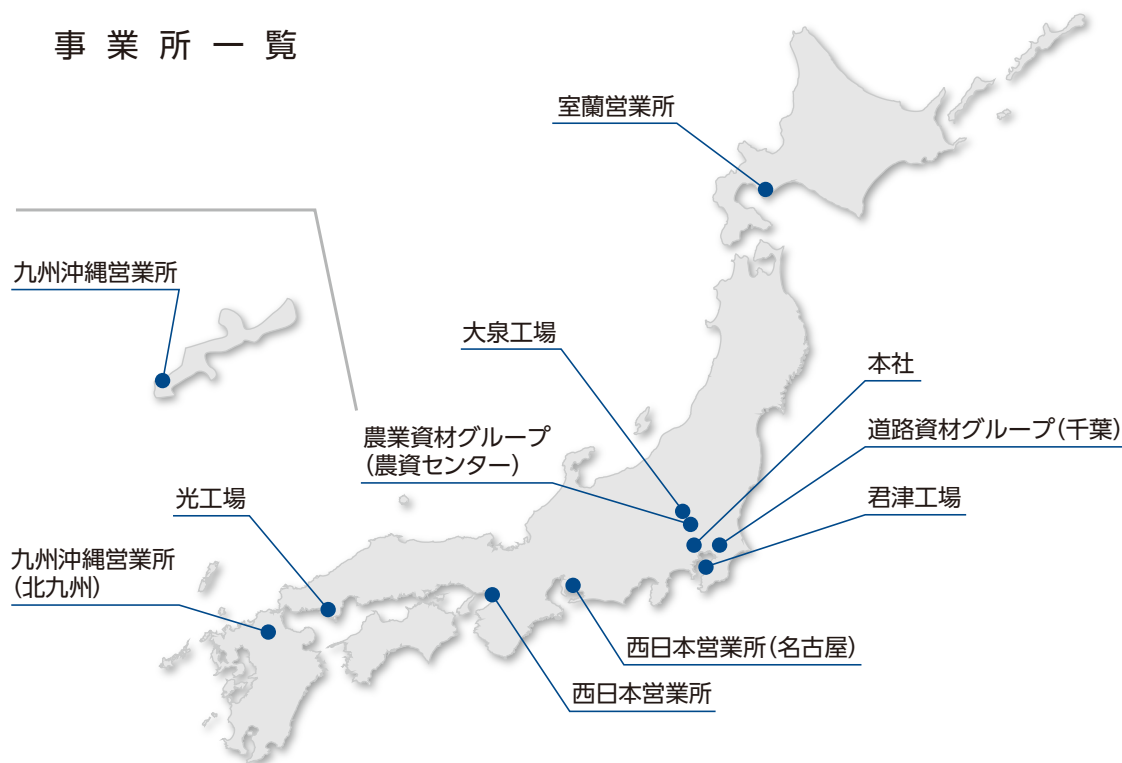 事業所一覧
室蘭営業所
九州沖縄営業所
大泉工場
本社
農業資材グループ
(農資センター)
道路資材グループ(千葉)
光工場
君津工場
九州沖縄営業所
(北九州)
西日本営業所(名古屋)
西日本営業所